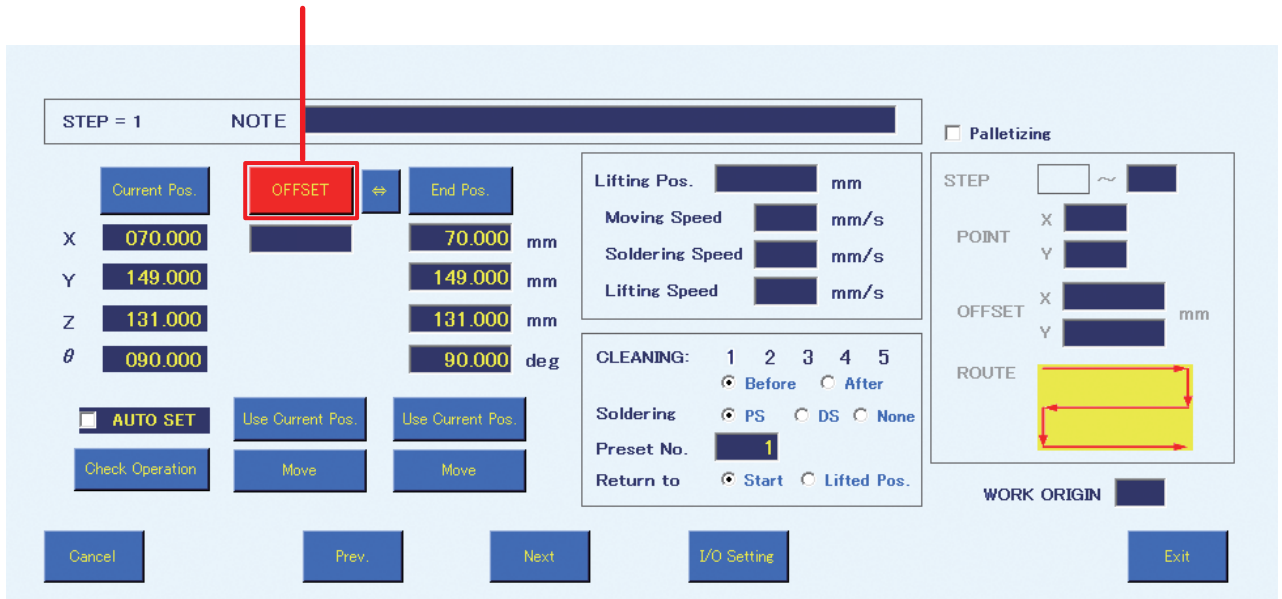 STEP = 1 NOTE
Palletizing
Current Pos. OFFSET ⇔ End Pos.
X 070.000 70.000 mm
Y 149.000 149.000 mm
Z 131.000 131.000 mm
θ 090.000 90.000 deg
AUTO SET Use Current Pos. Use Current Pos.
Check Operation Move Move
Lifting Pos. mm
Moving Speed mm/s
Soldering Speed mm/s
Lifting Speed mm/s
CLEANING: 1 2 3 4 5
Before After
Soldering PS DS None
Preset No. 1
Return to Start Lifted Pos.
STEP ~
POINT X
Y
OFFSET X
Y mm
ROUTE
WORK ORIGIN
Cancel Prev. Next I/O Setting Exit